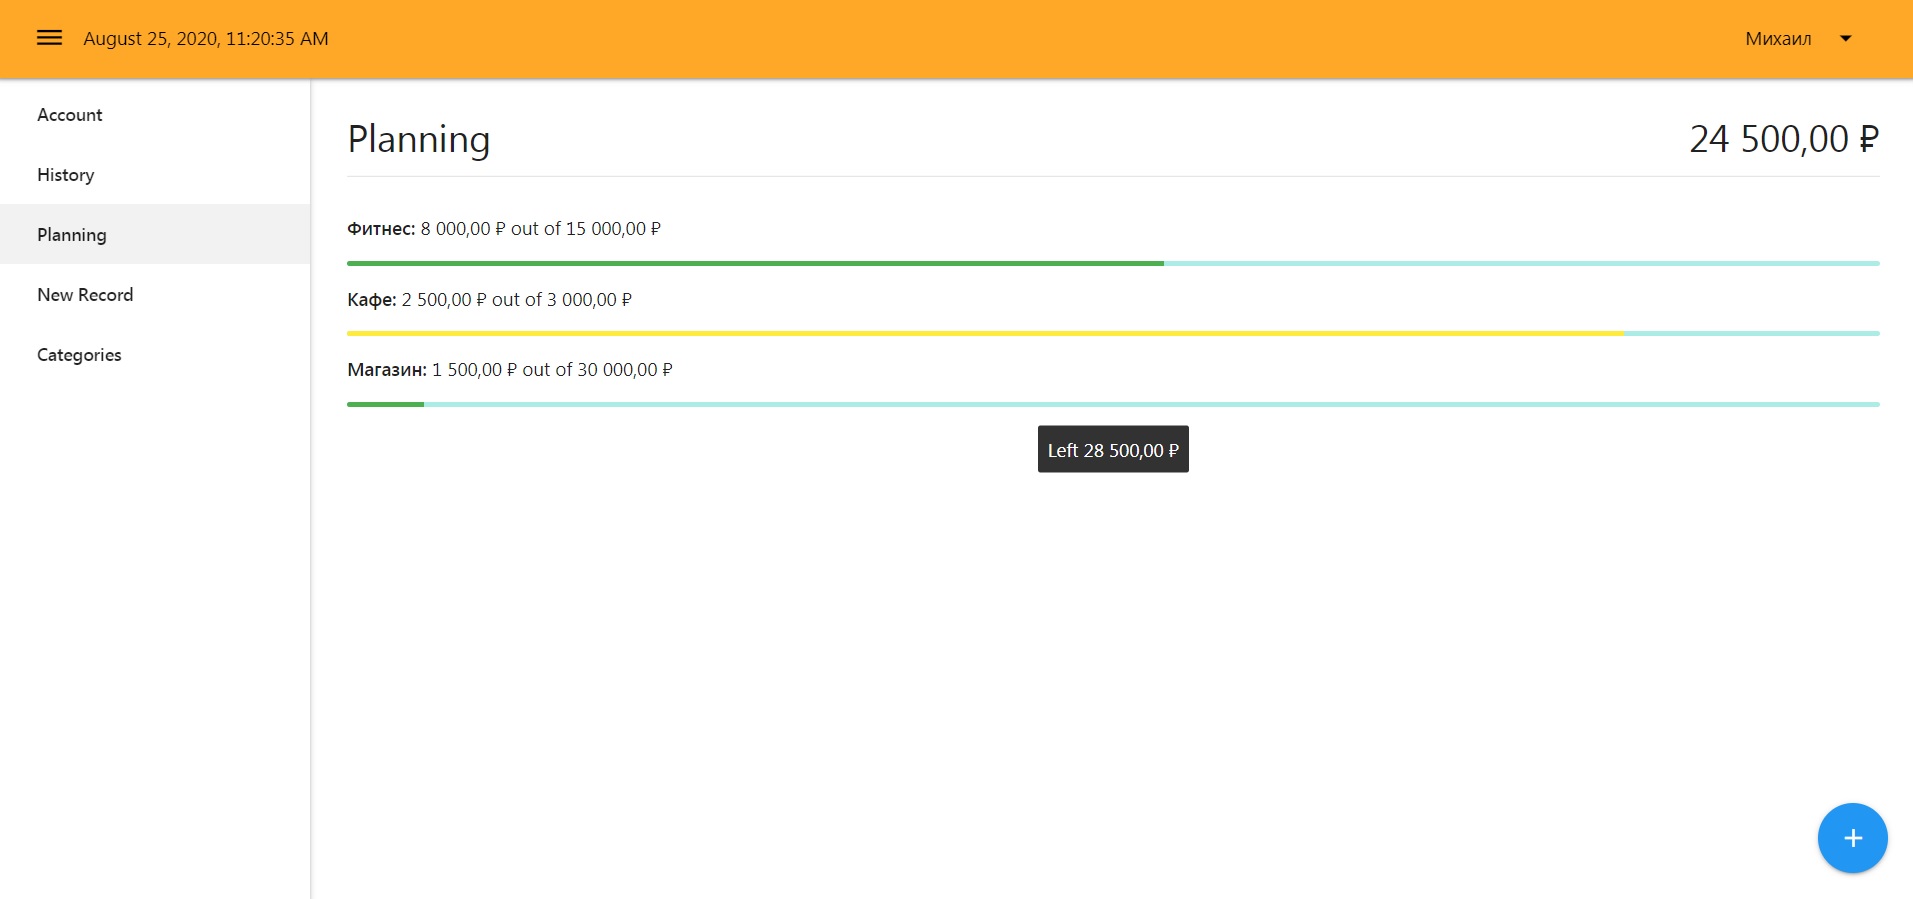 August 25, 2020, 11:20:35 AM
Михаил
Account
History
Planning
New Record
Categories
Planning
24 500,00 ₽
Фитнес: 8 000,00 ₽ out of 15 000,00 ₽
Кафе: 2 500,00 ₽ out of 3 000,00 ₽
Магазин: 1 500,00 ₽ out of 30 000,00 ₽
Left 28 500,00 ₽